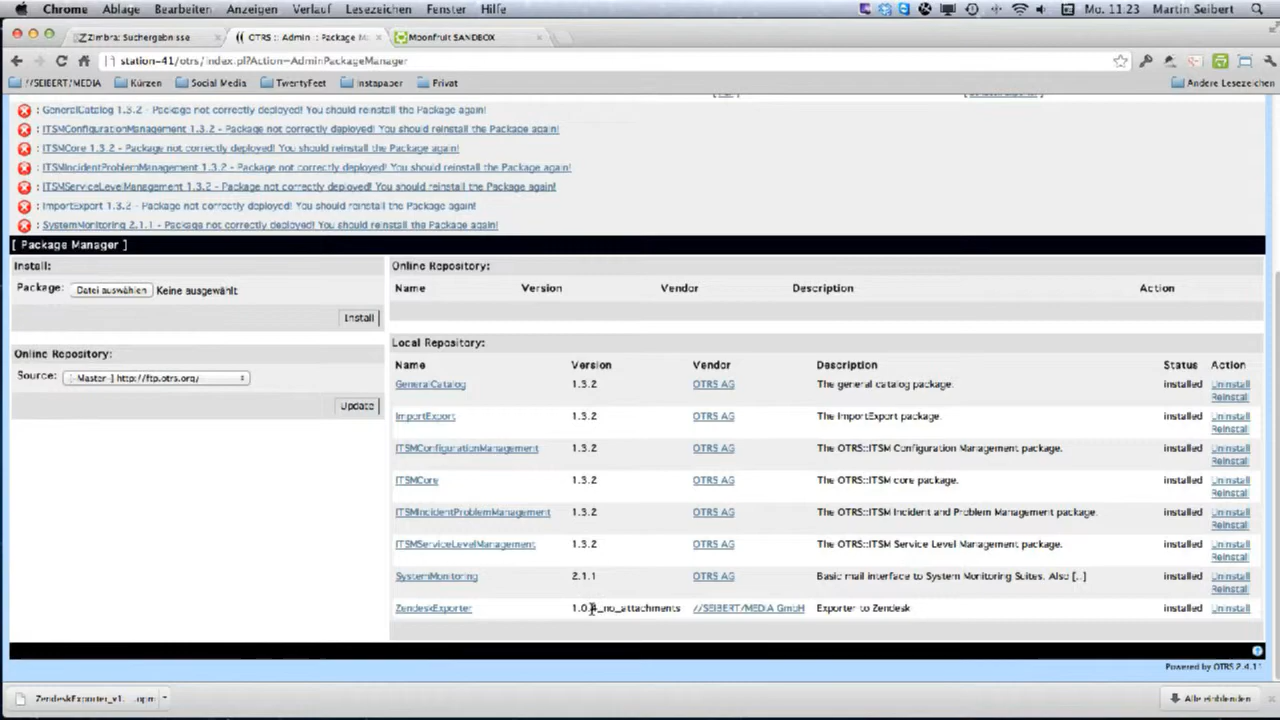 Chrome Ablage Bearbeiten Anzeigen Verlauf Lesezeichen Fenster Hilfe Mo. 11:23 Martin Seibert
Zimbra: Suchergebnisse
OTRS :: Admin :: Package M
Moonfruit SANDBOX
station-41/otrs/index.pl?Action=AdminPackageManager
//SEIBERT/MEDIA Kürzen Social Media TwentyFeet Instapaper Privat Andere Lesezeichen
: GeneralCatalog 1.3.2 - Package not correctly deployed! You should reinstall the Package again!
: ITSMConfigurationManagement 1.3.2 - Package not correctly deployed! You should reinstall the Package again!
: ITSMCore 1.3.2 - Package not correctly deployed! You should reinstall the Package again!
: ITSMIncidentProblemManagement 1.3.2 - Package not correctly deployed! You should reinstall the Package again!
: ITSMServiceLevelManagement 1.3.2 - Package not correctly deployed! You should reinstall the Package again!
: ImportExport 1.3.2 - Package not correctly deployed! You should reinstall the Package again!
: SystemMonitoring 2.1.1 - Package not correctly deployed! You should reinstall the Package again!
[ Package Manager ]
Install:
Package: Datei auswählen Keine ausgewählt
Install
Online Repository:
Source: [-Master-] http://ftp.otrs.org/
Update
Online Repository:
Name Version Vendor Description Action
Local Repository:
Name Version Vendor Description Status Action
GeneralCatalog 1.3.2 OTRS AG The general catalog package. installed Uninstall
Reinstall
ImportExport 1.3.2 OTRS AG The ImportExport package. installed Uninstall
Reinstall
ITSMConfigurationManagement 1.3.2 OTRS AG The OTRS::ITSM Configuration Management package. installed Uninstall
Reinstall
ITSMCore 1.3.2 OTRS AG The OTRS::ITSM core package. installed Uninstall
Reinstall
ITSMIncidentProblemManagement 1.3.2 OTRS AG The OTRS::ITSM Incident and Problem Management package. installed Uninstall
Reinstall
ITSMServiceLevelManagement 1.3.2 OTRS AG The OTRS::ITSM Service Level Management package. installed Uninstall
Reinstall
SystemMonitoring 2.1.1 OTRS AG Basic mail interface to System Monitoring Suites. Also [..] installed Uninstall
Reinstall
ZendeskExporter //SEIBERT/MEDIA GmbH Exporter to Zendesk installed Uninstall
Powered by OTRS 2.4.11
ZendeskExporter_v1....opm
Alle einblenden